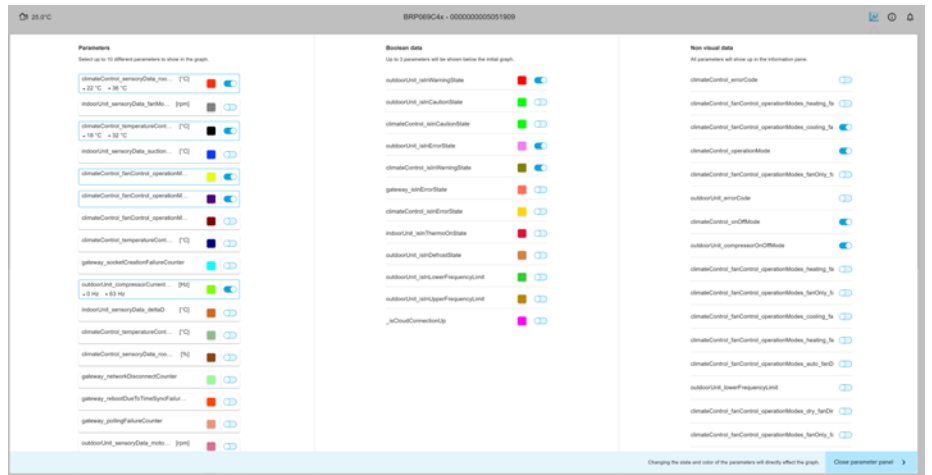 25.0°C
BRP069C4x - 0000000005051909
Parameters
Select up to 10 different parameters to show in the graph.
climateControl_sensoryData_roo... [°C]
22 °C 36 °C
indoorUnit_sensoryData_fanMo... [rpm]
climateControl_temperatureCont... [°C]
18 °C 32 °C
indoorUnit_sensoryData_suction... [°C]
climateControl_fanControl_operationM...
climateControl_fanControl_operationM...
climateControl_fanControl_operationM...
climateControl_temperatureCont... [°C]
gateway_socketCreationFailureCounter
outdoorUnit_compressorCurrent... [Hz]
0 Hz 63 Hz
indoorUnit_sensoryData_deltaD [°C]
climateControl_temperatureCont... [°C]
climateControl_sensoryData_roo... [%]
gateway_networkDisconnectCounter
gateway_rebootDueToTimeSyncFailur...
gateway_pollingFailureCounter
outdoorUnit_sensoryData_moto... [rpm]
Boolean data
Up to 3 parameters will be shown below the initial graph.
outdoorUnit_isInWarningState
outdoorUnit_isInCautionState
climateControl_isInCautionState
outdoorUnit_isInErrorState
climateControl_isInWarningState
gateway_isInErrorState
climateControl_isInErrorState
indoorUnit_isInThermoOnState
outdoorUnit_isInDefrostState
outdoorUnit_isInLowerFrequencyLimit
outdoorUnit_isInUpperFrequencyLimit
_isCloudConnectionUp
Non visual data
All parameters will show up in the information pane.
climateControl_errorCode
climateControl_fanControl_operationModes_heating_fa
climateControl_fanControl_operationModes_cooling_fa
climateControl_operationMode
climateControl_fanControl_operationModes_fanOnly_fa
outdoorUnit_errorCode
climateControl_onOffMode
outdoorUnit_compressorOnOffMode
climateControl_fanControl_operationModes_heating_fa
climateControl_fanControl_operationModes_fanOnly_fa
climateControl_fanControl_operationModes_cooling_fa
climateControl_fanControl_operationModes_heating_fa
climateControl_fanControl_operationModes_auto_fanD
outdoorUnit_lowerFrequencyLimit
climateControl_fanControl_operationModes_dry_fanDir
climateControl_fanControl_operationModes_fanOnly_fa
Changing the state and color of the parameters will directly effect the graph.
Close parameter panel